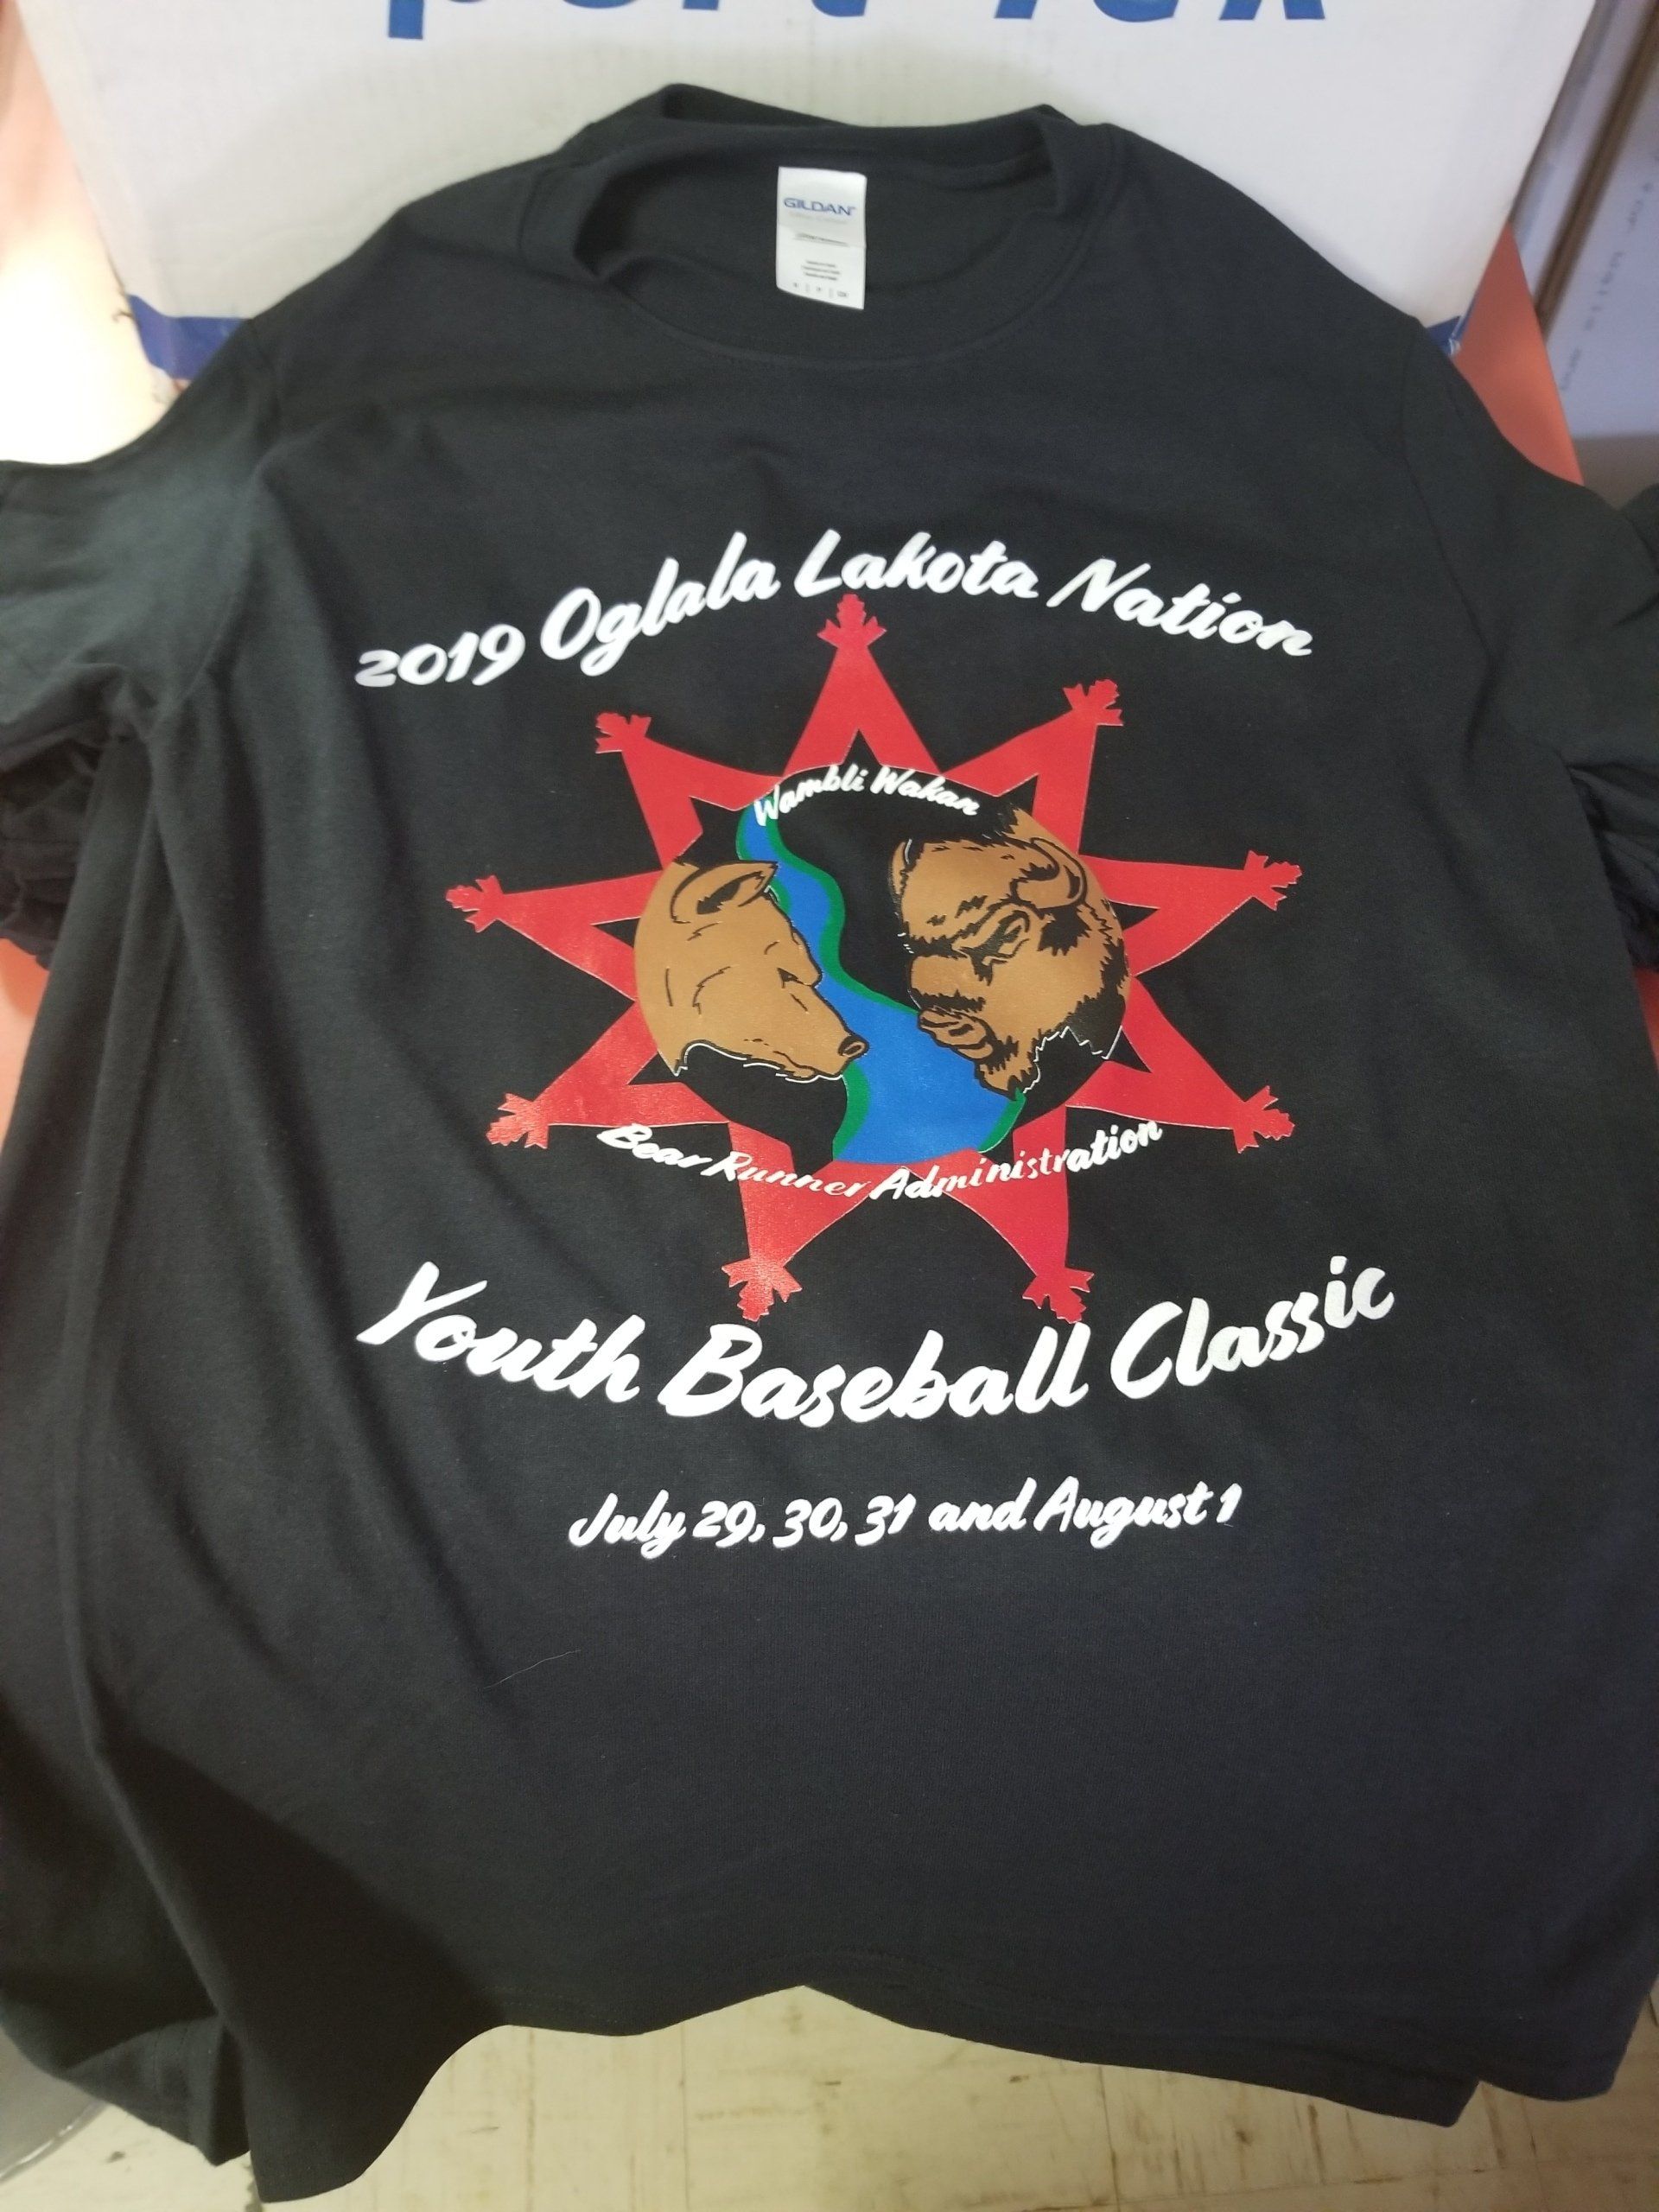 GILDAN
2019 Oglala Lakota Nation
Wambli Wakan
Bear Runner Administration
Youth Baseball Classic
July 29, 30, 31 and August 1